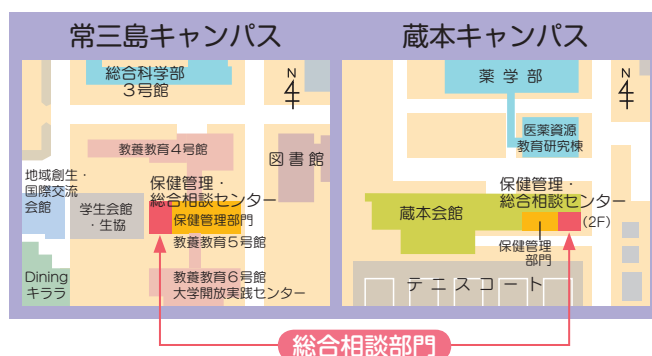 常三島キャンパス
総合科学部
3号館
N
教養教育4号館
図書館
地域創生・
国際交流
会館
保健管理・
総合相談センター
学生会館
・生協
保健管理部門
教養教育5号館
Dining
キララ
教養教育6号館
大学開放実践センター
蔵本キャンパス
薬学部
N
医薬資源
教育研究棟
保健管理・
総合相談センター
(2F)
蔵本会館
保健管理
部門
テニスコート
総合相談部門